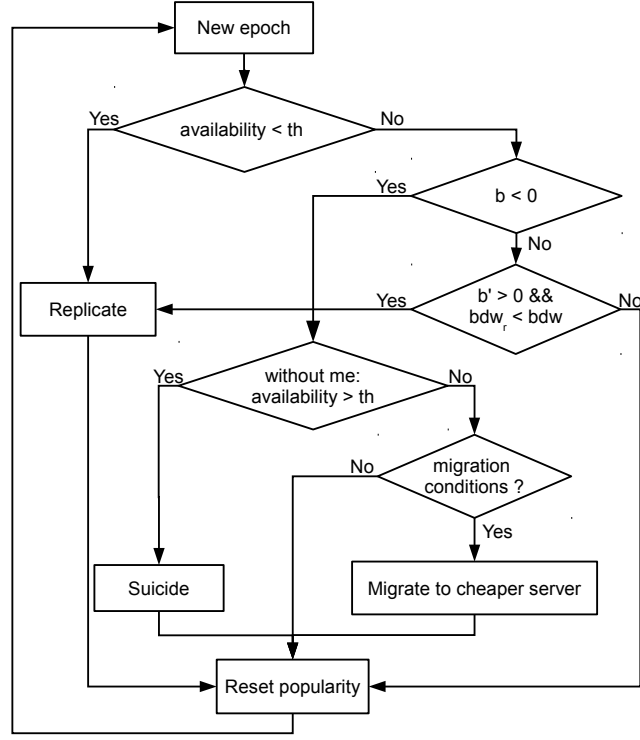 New epoch
Yes
availability < th
No
Yes
b < 0
No
Replicate
Yes
b' > 0 &&
bdw_r < bdw
No
Yes
without me:
availability > th
No
No
migration
conditions ?
Yes
Suicide
Migrate to cheaper server
Reset popularity